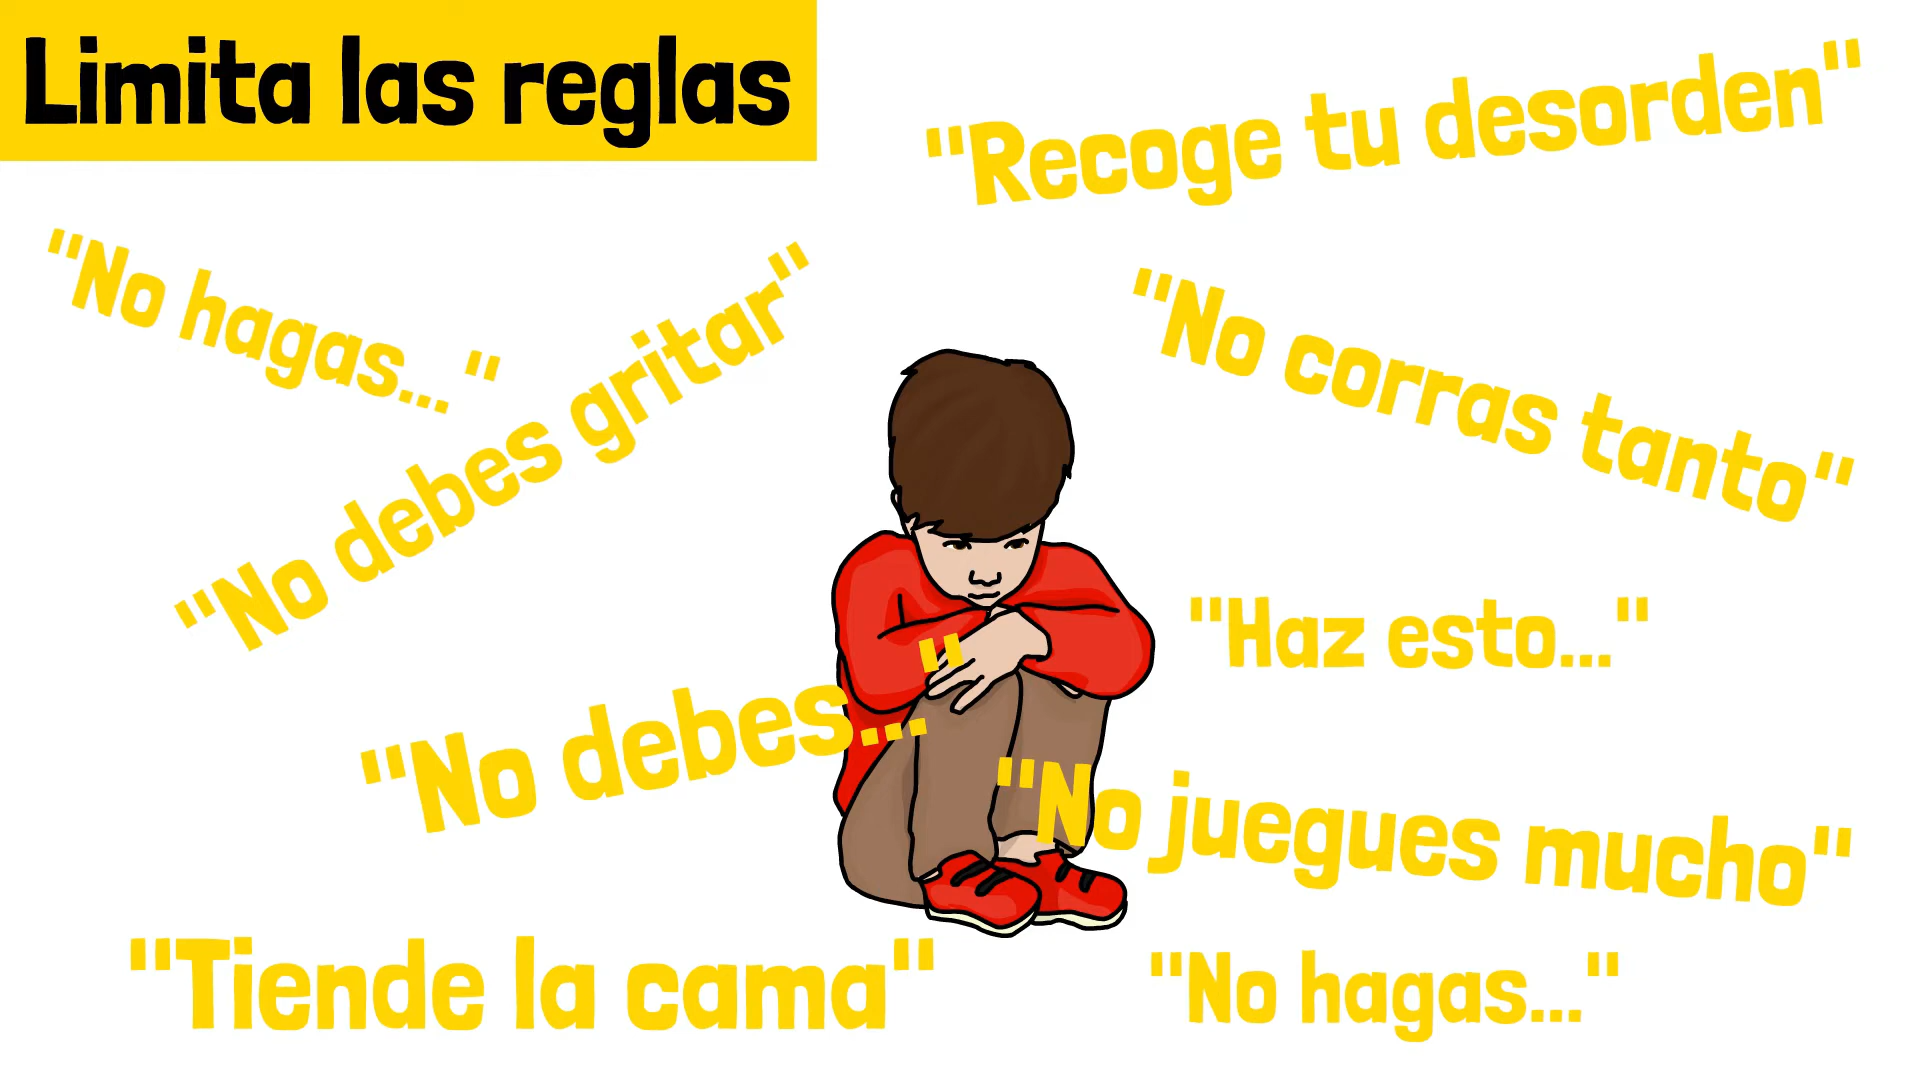 Limita las reglas
"Recoge tu desorden"
"No hagas..."
"No debes gritar"
"No corras tanto"
"Haz esto..."
"No debes..."
"No juegues mucho"
"Tiende la cama"
"No hagas..."